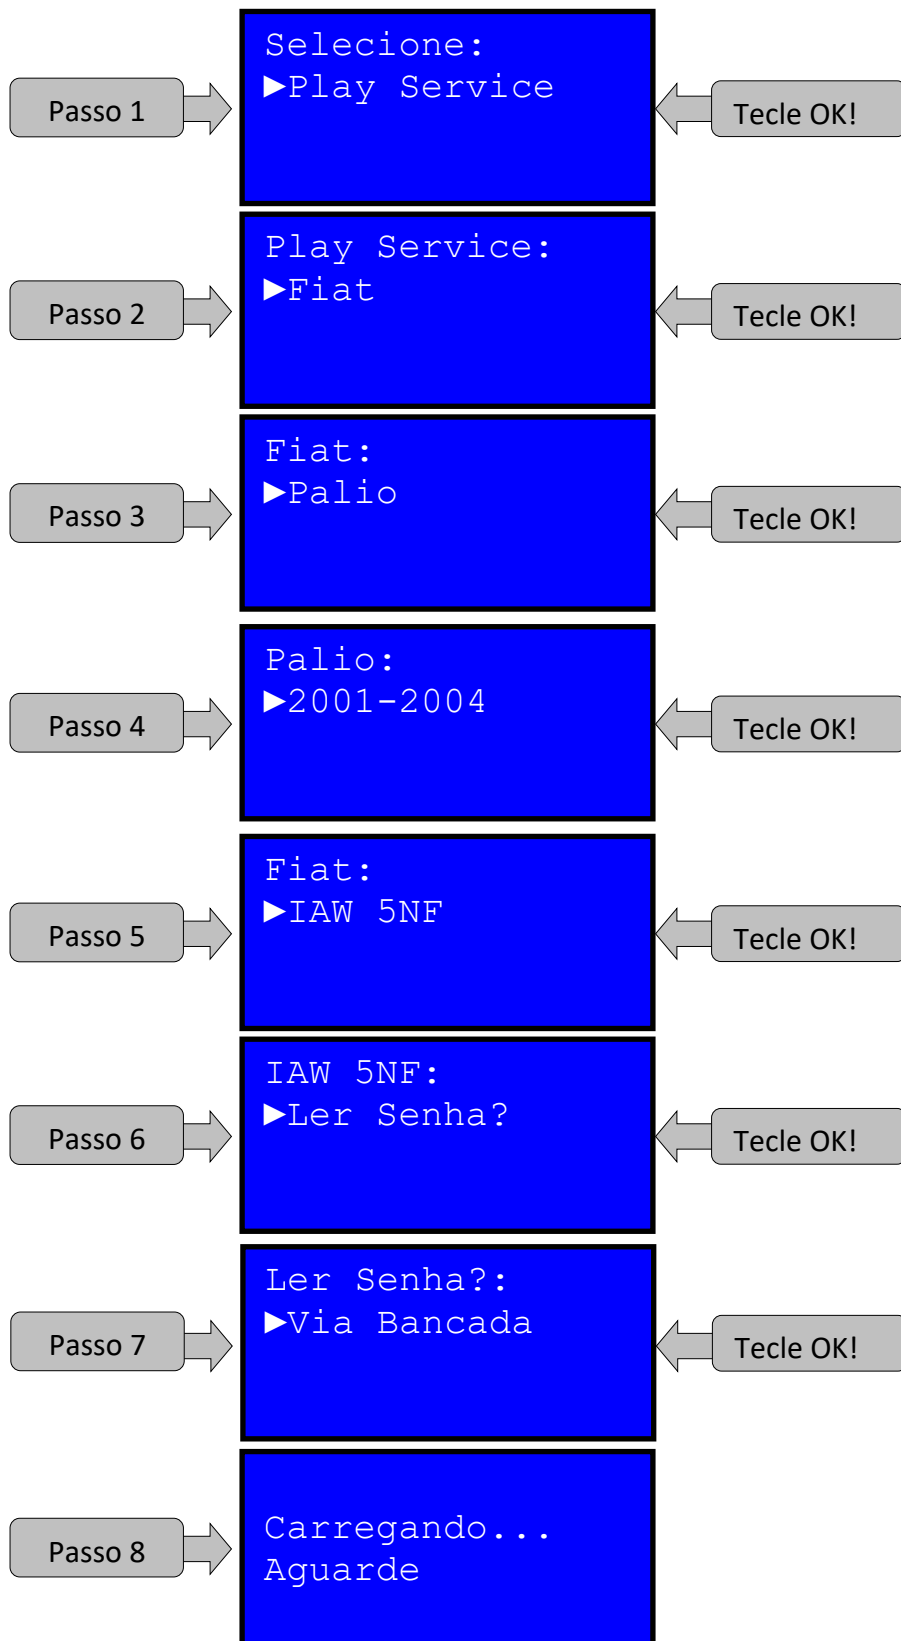 Selecione:
►Play Service
Passo 1
Tecle OK!
Play Service:
►Fiat
Passo 2
Tecle OK!
Fiat:
►Palio
Passo 3
Tecle OK!
Palio:
►2001-2004
Passo 4
Tecle OK!
Fiat:
►IAW 5NF
Passo 5
Tecle OK!
IAW 5NF:
►Ler Senha?
Passo 6
Tecle OK!
Ler Senha?:
►Via Bancada
Passo 7
Tecle OK!
Carregando...
Aguarde
Passo 8